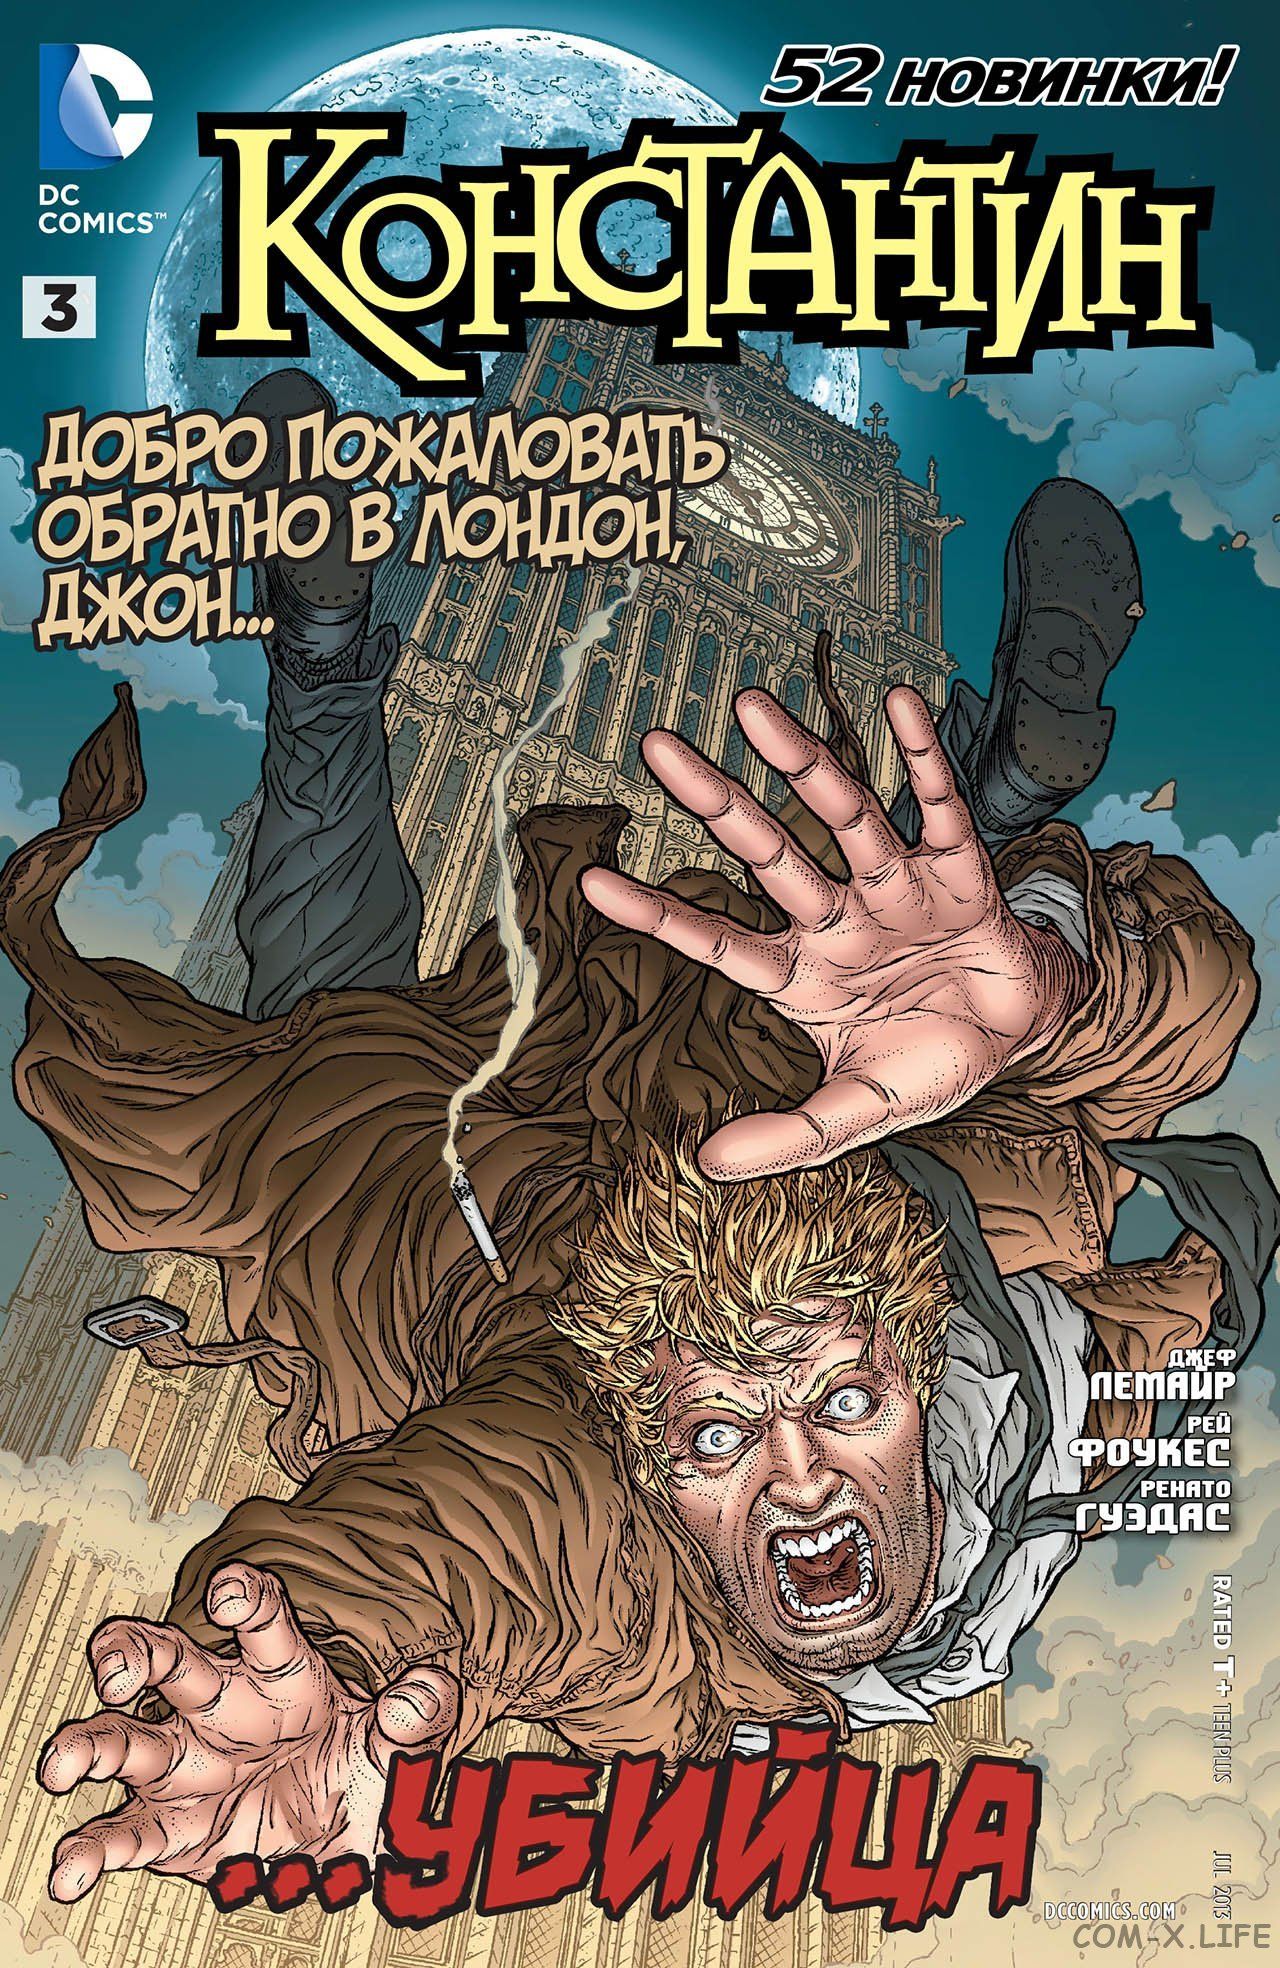 52 НОВИНКИ!
DC
COMICS™
КОНСТАНТИН
3
ДОБРО ПОЖАЛОВАТЬ
ОБРАТНО В ЛОНДОН,
ДЖОН...
ДЖЕФ
ЛЕМАЙР
РЕЙ
ФОУКЕС
РЕНАТО
ГУЭДАС
RATED T+ TEEN PLUS
JUL 2013
...УБИЙЦА
DCCOMICS.COM
COM-X.LIFE